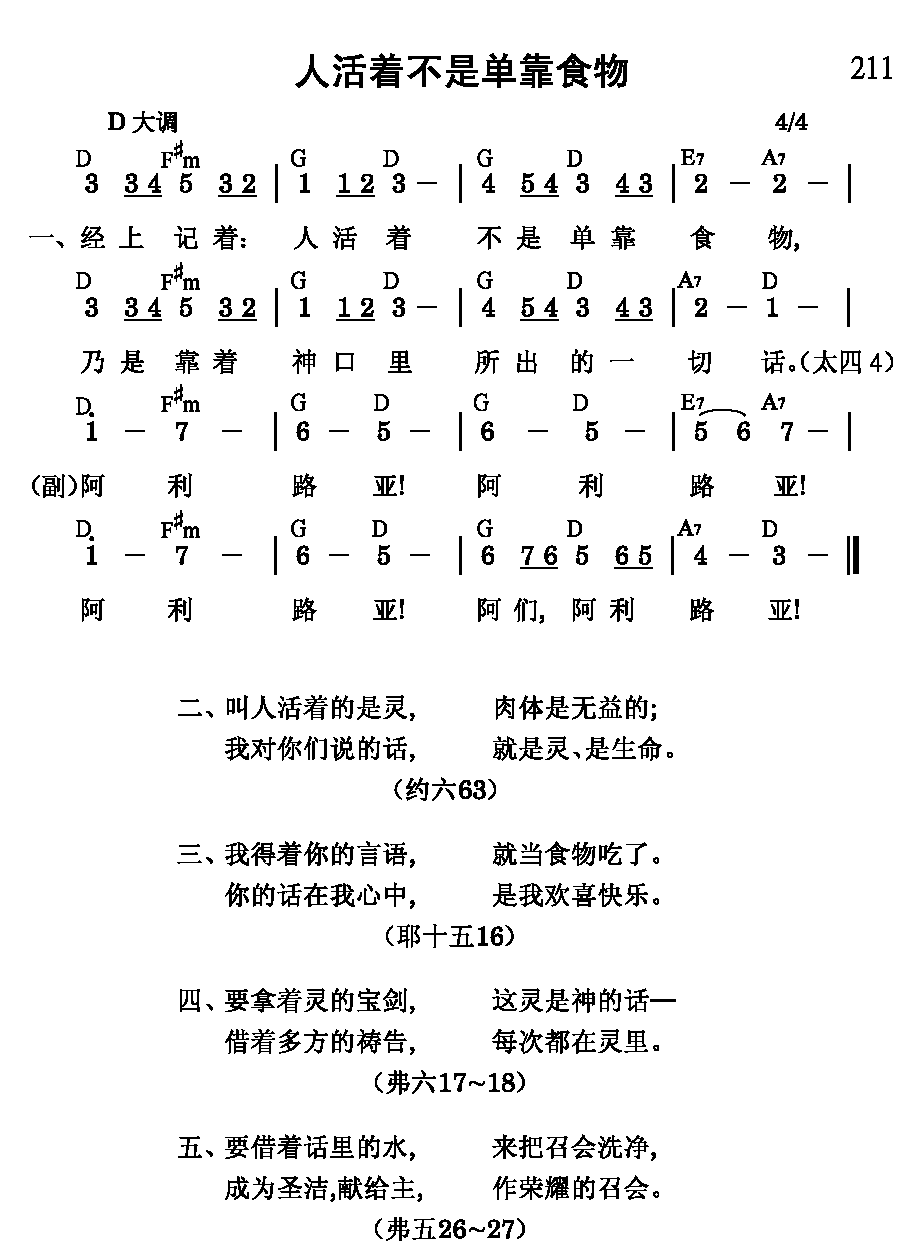 人活着不是单靠食物 211
D 大调 4/4
D F♯m G D G D E7 A7
3 3 4 5 3 2 | 1 1 2 3 – | 4 5 4 3 4 3 | 2 – 2 – |
一、经上 记着: 人活 着 不是 单靠 食 物,
D F♯m G D G D A7 D
3 3 4 5 3 2 | 1 1 2 3 – | 4 5 4 3 4 3 | 2 – 1 – |
乃是 靠着 神口 里 所出 的一 切 话。(太四4)
D F♯m G D G D E7 A7
1̇ – 7 – | 6 – 5 – | 6 – 5 – | 5 6 7 – |
(副)阿 利 路 亚! 阿 利 路 亚!
D F♯m G D G D A7 D
1̇ – 7 – | 6 – 5 – | 6 7 6 5 6 5 | 4 – 3 – ‖
阿 利 路 亚! 阿们, 阿利 路 亚!
二、叫人活着的是灵, 肉体是无益的;
我对你们说的话, 就是灵、是生命。
(约六63)
三、我得着你的言语, 就当食物吃了。
你的话在我心中, 是我欢喜快乐。
(耶十五16)
四、要拿着灵的宝剑, 这灵是神的话—
借着多方的祷告, 每次都在灵里。
(弗六17~18)
五、要借着话里的水, 来把召会洗净,
成为圣洁,献给主, 作荣耀的召会。
(弗五26~27)